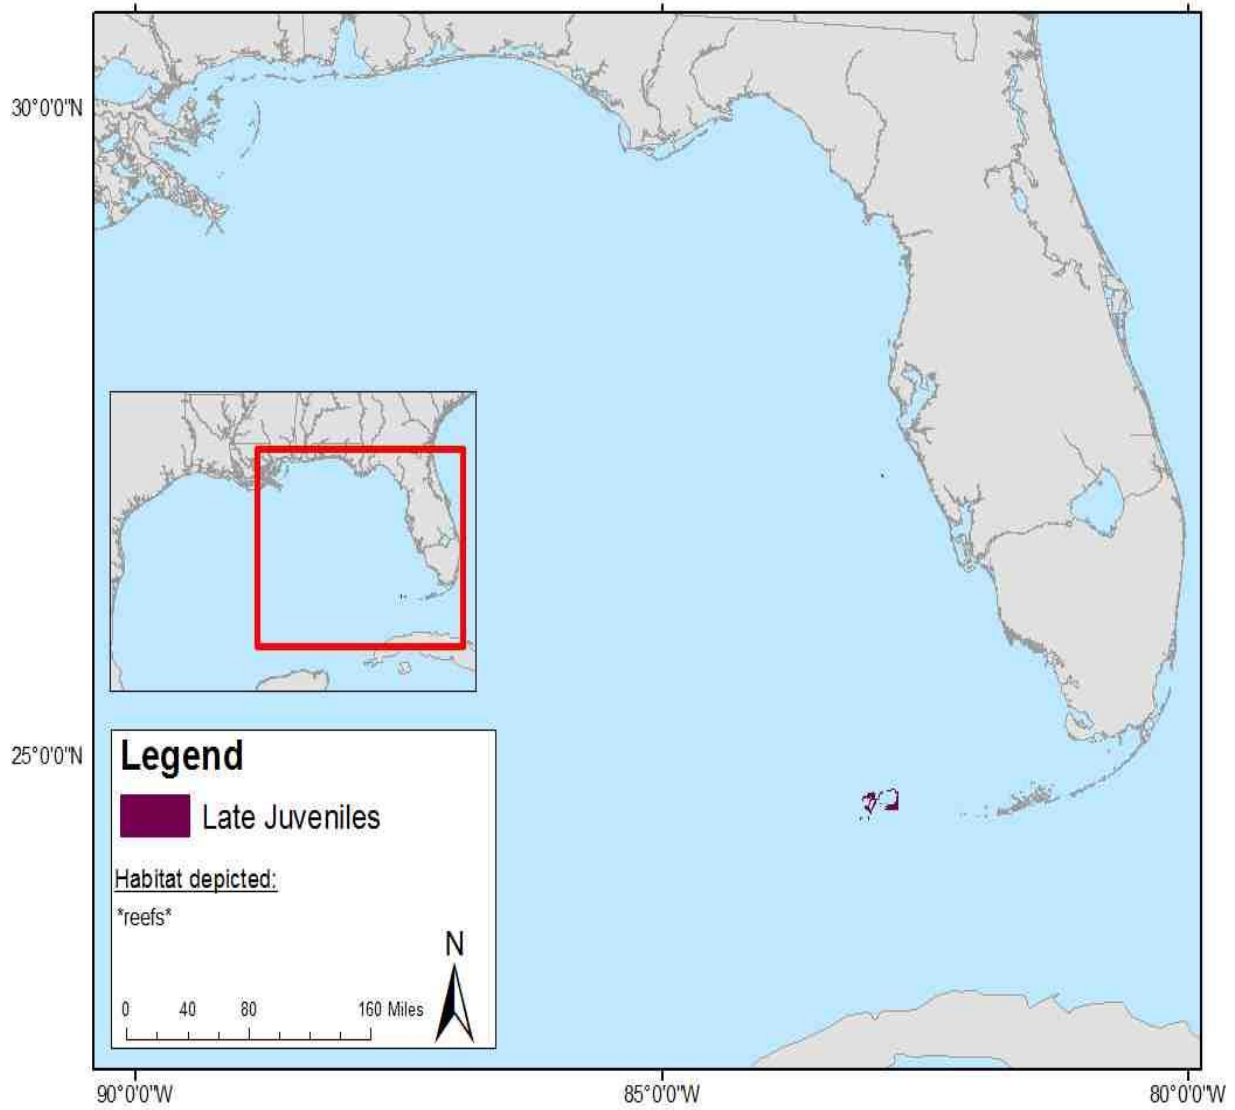 30°0'0"N
25°0'0"N
Legend
Late Juveniles
Habitat depicted:
*reefs*
N
0 40 80 160 Miles
90°0'0"W 85°0'0"W 80°0'0"W